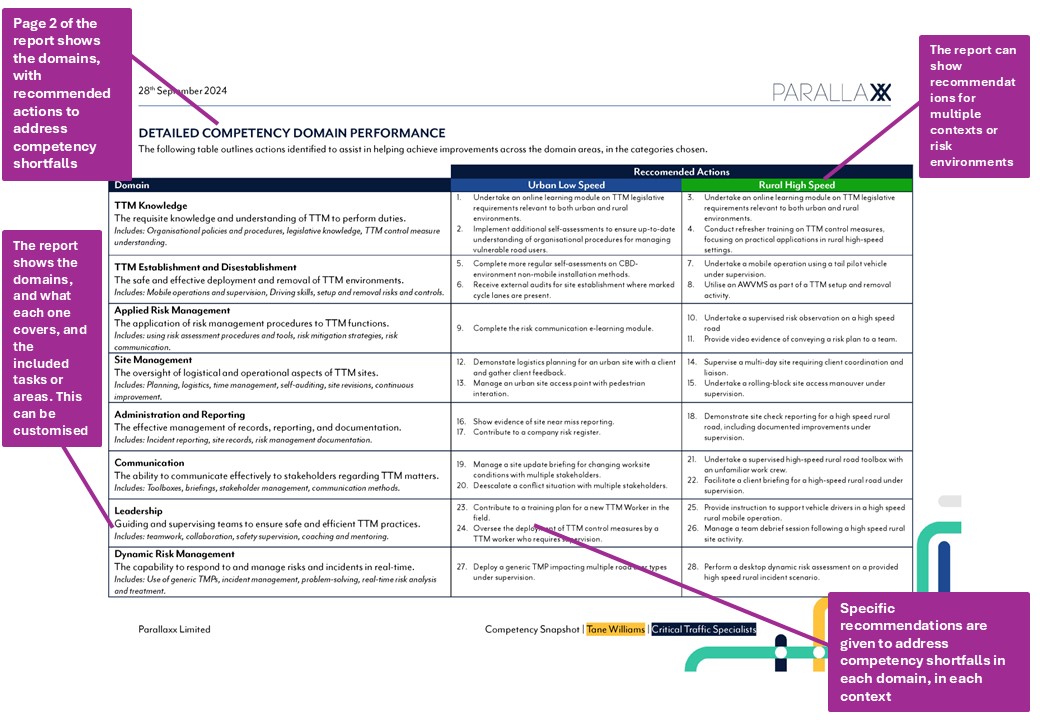 Page 2 of the
report shows
the domains,
with
recommended
actions to
address
competency
shortfalls
The report can
show
recommendat
ions for
multiple
contexts or
risk
environments
28th September 2024
PARALLAXX
DETAILED COMPETENCY DOMAIN PERFORMANCE
The following table outlines actions identified to assist in helping achieve improvements across the domain areas, in the categories chosen.
Reccomended Actions
Domain
Urban Low Speed
Rural High Speed
TTM Knowledge
The requisite knowledge and understanding of TTM to perform duties.
Includes: Organisational policies and procedures, legislative knowledge, TTM control measure
understanding.
1. Undertake an online learning module on TTM legislative
requirements relevant to both urban and rural
environments.
2. Implement additional self-assessments to ensure up-to-date
understanding of organisational procedures for managing
vulnerable road users.
3. Undertake an online learning module on TTM legislative
requirements relevant to both urban and rural
environments.
4. Conduct refresher training on TTM control measures,
focusing on practical applications in rural high-speed
settings.
TTM Establishment and Disestablishment
The safe and effective deployment and removal of TTM environments.
Includes: Mobile operations and supervision, Driving skills, setup and removal risks and controls.
5. Complete more regular self-assessments on CBD-
environment non-mobile installation methods.
6. Receive external audits for site establishment where marked
cycle lanes are present.
7. Undertake a mobile operation using a tail pilot vehicle
under supervision.
8. Utilise an AWVMS as part of a TTM setup and removal
activity.
Applied Risk Management
The application of risk management procedures to TTM functions.
Includes: using risk assessment procedures and tools, risk mitigation strategies, risk
communication.
9. Complete the risk communication e-learning module.
10. Undertake a supervised risk observation on a high speed
road
11. Provide video evidence of conveying a risk plan to a team.
Site Management
The oversight of logistical and operational aspects of TTM sites.
Includes: Planning, logistics, time management, self-auditing, site revisions, continuous
improvement.
12. Demonstate logistics planning for an urban site with a client
and gather client feedback.
13. Manage an urban site access point with pedestrian
interation.
14. Supervise a multi-day site requiring client coordination and
liaison.
15. Undertake a rolling-block site access manouver under
supervision.
Administration and Reporting
The effective management of records, reporting, and documentation.
Includes: Incident reporting, site records, risk management documentation.
16. Show evidence of site near miss reporting.
17. Contribute to a company risk register.
18. Demonstrate site check reporting for a high speed rural
road, including documented improvements under
supervision.
Communication
The ability to communicate effectively to stakeholders regarding TTM matters.
Includes: Toolboxes, briefings, stakeholder management, communication methods.
19. Manage a site update briefing for changing worksite
conditions with multiple stakeholders.
20. Deescalate a conflict situation with multiple stakeholders.
21. Undertake a supervised high-speed rural road toolbox with
an unfamiliar work crew.
22. Facilitate a client briefing for a high-speed rural road under
supervision.
Leadership
Guiding and supervising teams to ensure safe and efficient TTM practices.
Includes: teamwork, collaboration, safety supervision, coaching and mentoring.
23. Contribute to a training plan for a new TTM Worker in the
field.
24. Oversee the deployment of TTM control measures by a
TTM worker who requires supervision.
25. Provide instruction to support vehicle drivers in a high speed
rural mobile operation.
26. Manage a team debrief session following a high speed rural
site activity.
Dynamic Risk Management
The capability to respond to and manage risks and incidents in real-time.
Includes: Use of generic TMPs, incident management, problem-solving, real-time risk analysis
and treatment.
27. Deploy a generic TMP impacting multiple road user types
under supervision.
28. Perform a desktop dynamic risk assessment on a provided
high speed rural incident scenario.
The report
shows the
domains,
and what
each one
covers, and
the
included
tasks or
areas. This
can be
customised
Parallaxx Limited
Competency Snapshot | Tane Williams | Critical Traffic Specialists
Specific
recommendations are
given to address
competency shortfalls in
each domain, in each
context